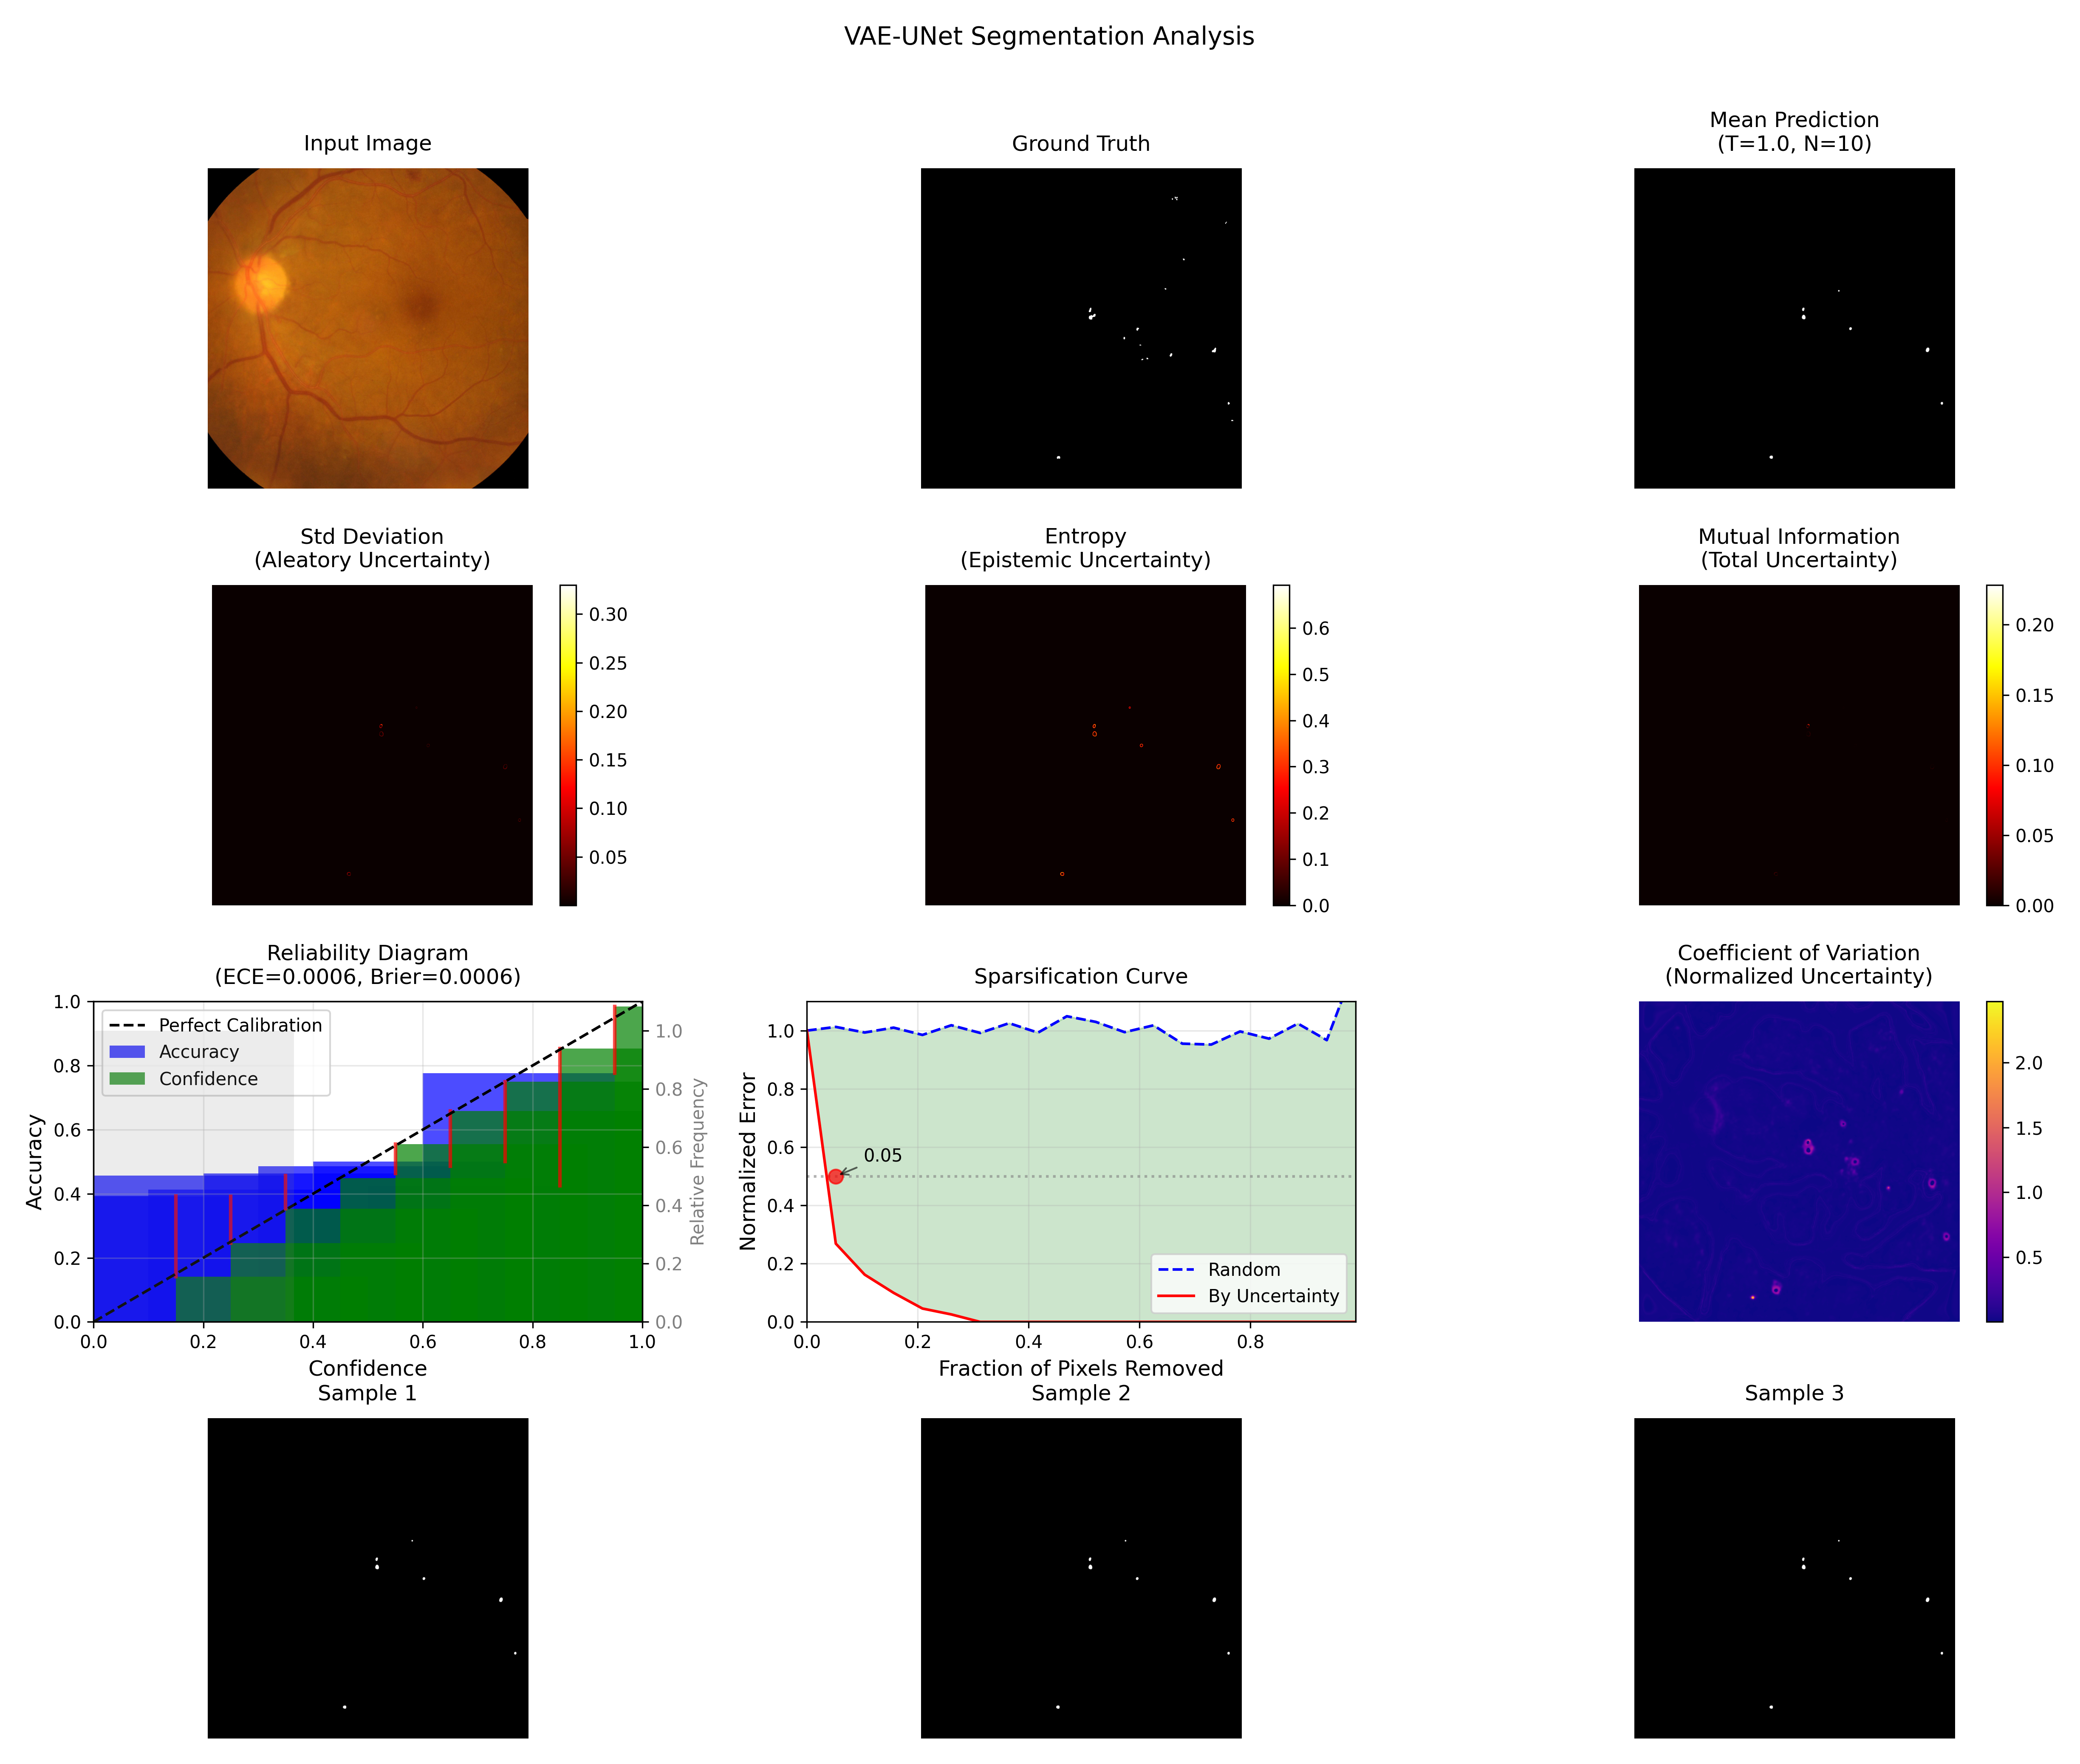 VAE-UNet Segmentation Analysis
Input Image
Ground Truth
Mean Prediction
(T=1.0, N=10)
Std Deviation
(Aleatory Uncertainty)
0.30
0.25
0.20
0.15
0.10
0.05
Entropy
(Epistemic Uncertainty)
0.6
0.5
0.4
0.3
0.2
0.1
0.0
Mutual Information
(Total Uncertainty)
0.20
0.15
0.10
0.05
0.00
Reliability Diagram
(ECE=0.0006, Brier=0.0006)
Perfect Calibration
Accuracy
Confidence
Accuracy
1.0
0.8
0.6
0.4
0.2
0.0
0.0
0.2
0.4
0.6
0.8
1.0
Relative Frequency
1.0
0.8
0.6
0.4
0.2
0.0
Confidence
Sparsification Curve
Normalized Error
1.0
0.8
0.6
0.4
0.2
0.0
0.05
Random
By Uncertainty
0.0
0.2
0.4
0.6
0.8
Fraction of Pixels Removed
Coefficient of Variation
(Normalized Uncertainty)
2.0
1.5
1.0
0.5
Sample 1
Sample 2
Sample 3